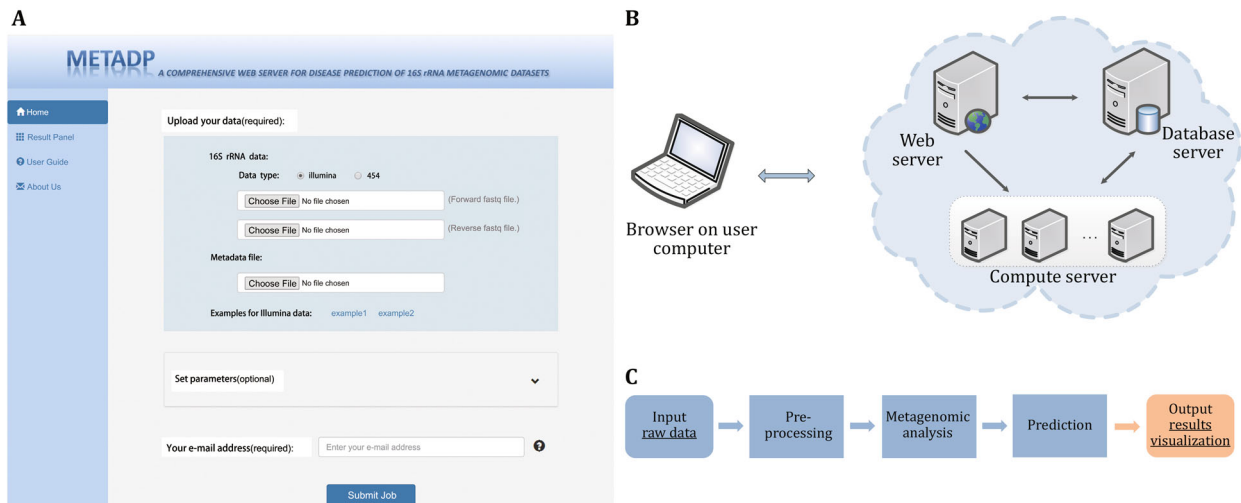 A
METADP
A COMPREHENSIVE WEB SERVER FOR DISEASE PREDICTION OF 16S rRNA METAGENOMIC DATASETS
Home
Result Panel
User Guide
About Us
Upload your data(required):
16S rRNA data:
Data type: illumina 454
Choose File No file chosen (Forward fastq file.)
Choose File No file chosen (Reverse fastq file.)
Metadata file:
Choose File No file chosen
Examples for Illumina data: example1 example2
Set parameters(optional)
Your e-mail address(required): Enter your e-mail address
Submit Job
B
Browser on user
computer
Web
server
Database
server
...
Compute server
C
Input
raw data
Pre-
processing
Metagenomic
analysis
Prediction
Output
results
visualization